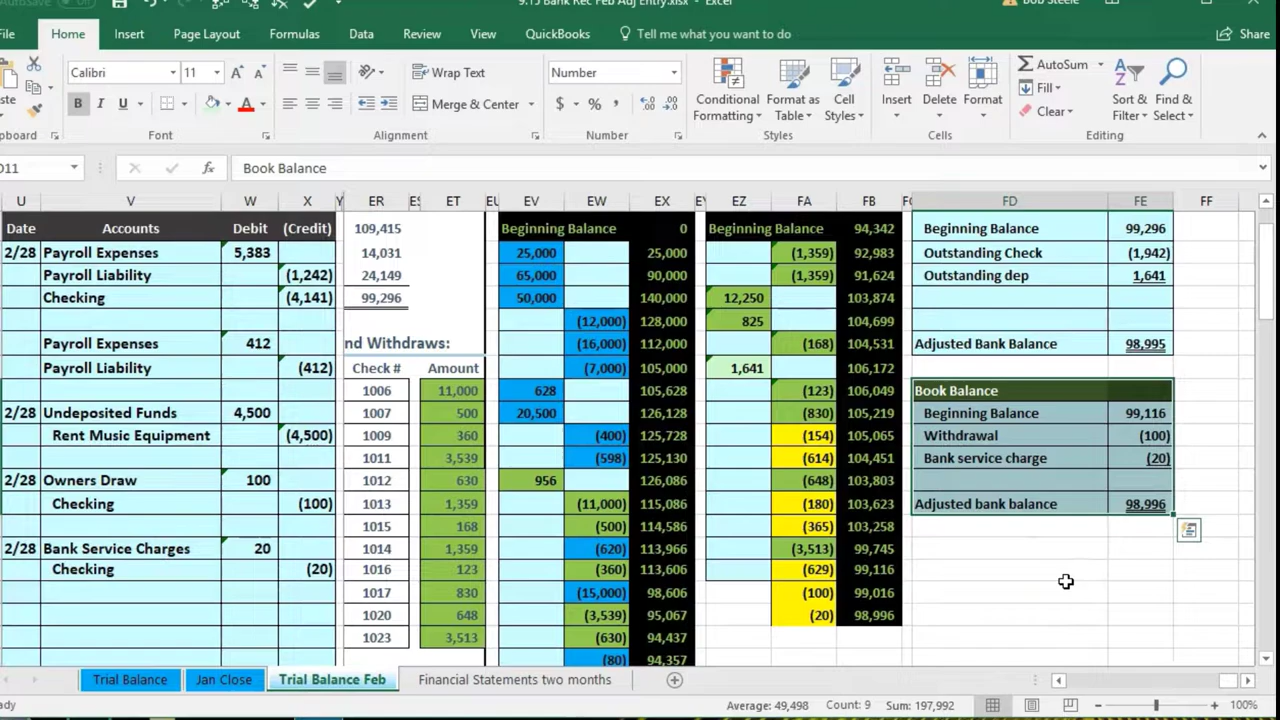 AutoSave
9.15 Bank Rec Feb Adj Entry.xlsx - Excel
Bob Steele
File Home Insert Page Layout Formulas Data Review View QuickBooks Tell me what you want to do Share
Calibri 11 Wrap Text Number AutoSum
Fill
Paste B I U A Merge & Center $ % , Conditional Formatting Format as Table Cell Styles Insert Delete Format Clear Sort & Filter Find & Select
Clipboard Font Alignment Number Styles Cells Editing
D11 fx Book Balance
U V W X Y ER ES ET EU EV EW EX EY EZ FA FB FC FD FE FF
Date Accounts Debit (Credit) 109,415 Beginning Balance 0 Beginning Balance 94,342 Beginning Balance 99,296
2/28 Payroll Expenses 5,383 14,031 25,000 25,000 (1,359) 92,983 Outstanding Check (1,942)
Payroll Liability (1,242) 24,149 65,000 90,000 (1,359) 91,624 Outstanding dep 1,641
Checking (4,141) 99,296 50,000 140,000 12,250 103,874
(12,000) 128,000 825 104,699
Payroll Expenses 412 nd Withdraws: (16,000) 112,000 (168) 104,531 Adjusted Bank Balance 98,995
Payroll Liability (412) Check # Amount (7,000) 105,000 1,641 106,172
1006 11,000 628 105,628 (123) 106,049 Book Balance
2/28 Undeposited Funds 4,500 1007 500 20,500 126,128 (830) 105,219 Beginning Balance 99,116
Rent Music Equipment (4,500) 1009 360 (400) 125,728 (154) 105,065 Withdrawal (100)
1011 3,539 (598) 125,130 (614) 104,451 Bank service charge (20)
2/28 Owners Draw 100 1012 630 956 126,086 (648) 103,803
Checking (100) 1013 1,359 (11,000) 115,086 (180) 103,623 Adjusted bank balance 98,996
1015 168 (500) 114,586 (365) 103,258
2/28 Bank Service Charges 20 1014 1,359 (620) 113,966 (3,513) 99,745
Checking (20) 1016 123 (360) 113,606 (629) 99,116
1017 830 (15,000) 98,606 (100) 99,016
1020 648 (3,539) 95,067 (20) 98,996
1023 3,513 (630) 94,437
(80) 94,357
Trial Balance Jan Close Trial Balance Feb Financial Statements two months
ady Average: 49,498 Count: 9 Sum: 197,992 100%